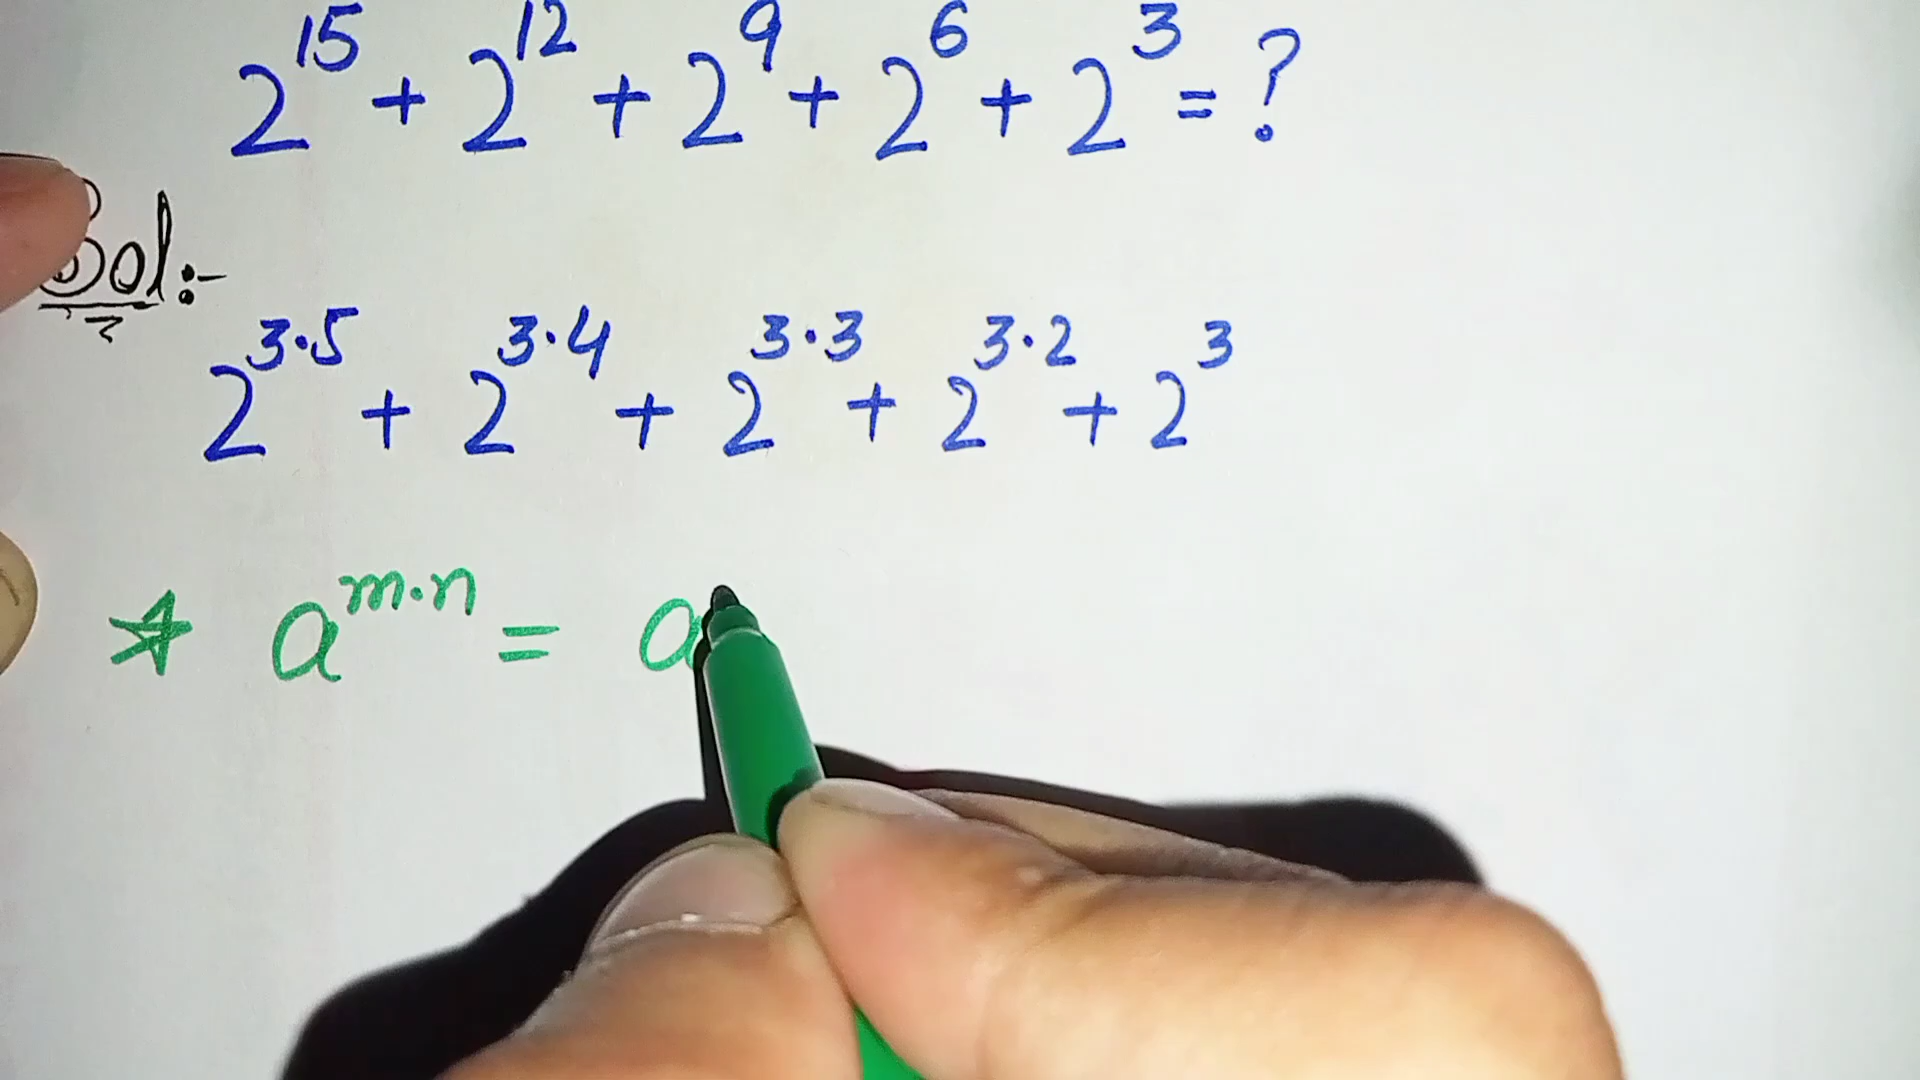 2^15 + 2^12 + 2^9 + 2^6 + 2^3 = ?
Sol:-
2^3·5 + 2^3·4 + 2^3·3 + 2^3·2 + 2^3
* a^m·n = a